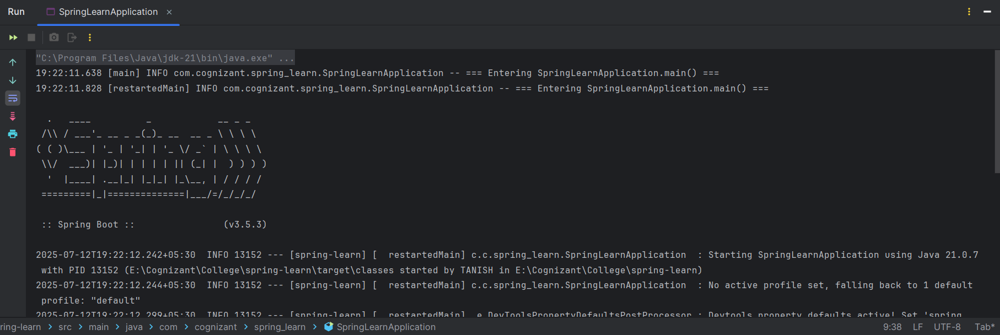 Run SpringLearnApplication
"C:\Program Files\Java\jdk-21\bin\java.exe" ...
19:22:11.638 [main] INFO com.cognizant.spring_learn.SpringLearnApplication -- === Entering SpringLearnApplication.main() ===
19:22:11.828 [restartedMain] INFO com.cognizant.spring_learn.SpringLearnApplication -- === Entering SpringLearnApplication.main() ===

  .   ____          _            __ _ _
 /\\ / ___'_ __ _ _(_)_ __  __ _ \ \ \ \
( ( )\___ | '_ | '_| | '_ \/ _` | \ \ \ \
 \\/  ___)| |_)| | | | | || (_| |  ) ) ) )
  '  |____| .__|_| |_|_| |_\__, | / / / /
 =========|_|==============|___/=/_/_/_/

 :: Spring Boot ::                (v3.5.3)

2025-07-12T19:22:12.242+05:30  INFO 13152 --- [spring-learn] [  restartedMain] c.c.spring_learn.SpringLearnApplication  : Starting SpringLearnApplication using Java 21.0.7
 with PID 13152 (E:\Cognizant\College\spring-learn\target\classes started by TANISH in E:\Cognizant\College\spring-learn)
2025-07-12T19:22:12.244+05:30  INFO 13152 --- [spring-learn] [  restartedMain] c.c.spring_learn.SpringLearnApplication  : No active profile set, falling back to 1 default
 profile: "default"
2025-07-12T19:22:12.299+05:30  INFO 13152 --- [spring-learn] [  restartedMain] .e.DevToolsPropertyDefaultsPostProcessor : Devtools property defaults active! Set 'spring
ring-learn > src > main > java > com > cognizant > spring_learn > SpringLearnApplication 9:38 LF UTF-8 Tab*